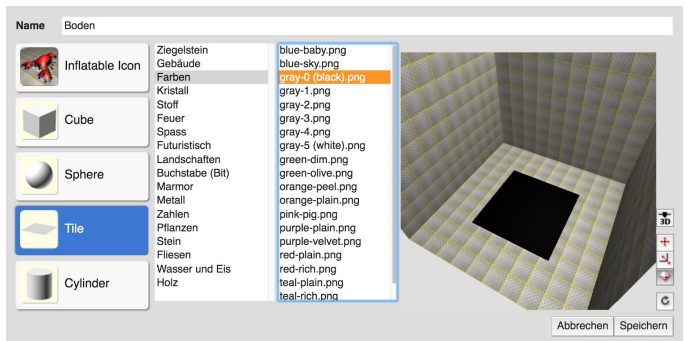 Name Boden
Inflatable Icon
Cube
Sphere
Tile
Cylinder
Ziegelstein
Gebäude
Farben
Kristall
Stoff
Feuer
Spass
Futuristisch
Landschaften
Buchstabe (Bit)
Marmor
Metall
Zahlen
Pflanzen
Stein
Fliesen
Wasser und Eis
Holz
blue-baby.png
blue-sky.png
gray-0 (black).png
gray-1.png
gray-2.png
gray-3.png
gray-4.png
gray-5 (white).png
green-dim.png
green-olive.png
orange-peel.png
orange-plain.png
pink-pig.png
purple-plain.png
purple-velvet.png
red-plain.png
red-rich.png
teal-plain.png
teal-rich.png
3D
Abbrechen Speichern